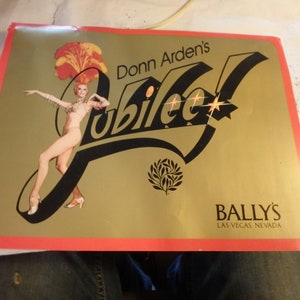 Donn Arden's
Jubilee!
BALLY'S
LAS VEGAS, NEVADA